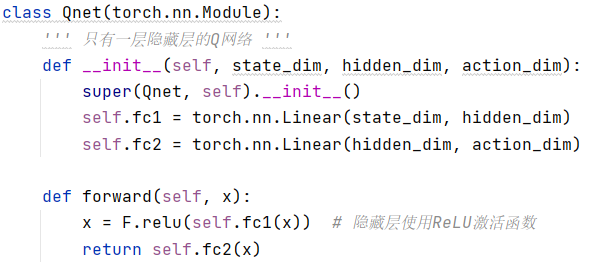 class Qnet(torch.nn.Module):
    ''' 只有一层隐藏层的Q网络 '''
    def __init__(self, state_dim, hidden_dim, action_dim):
        super(Qnet, self).__init__()
        self.fc1 = torch.nn.Linear(state_dim, hidden_dim)
        self.fc2 = torch.nn.Linear(hidden_dim, action_dim)

    def forward(self, x):
        x = F.relu(self.fc1(x))  # 隐藏层使用ReLU激活函数
        return self.fc2(x)